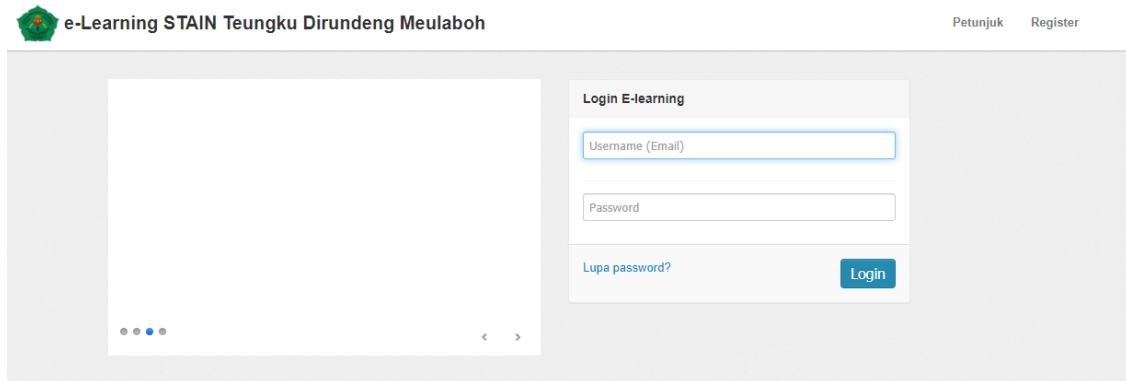 e-Learning STAIN Teungku Dirundeng Meulaboh
Petunjuk Register
Login E-learning
Username (Email)
Password
Lupa password?
Login